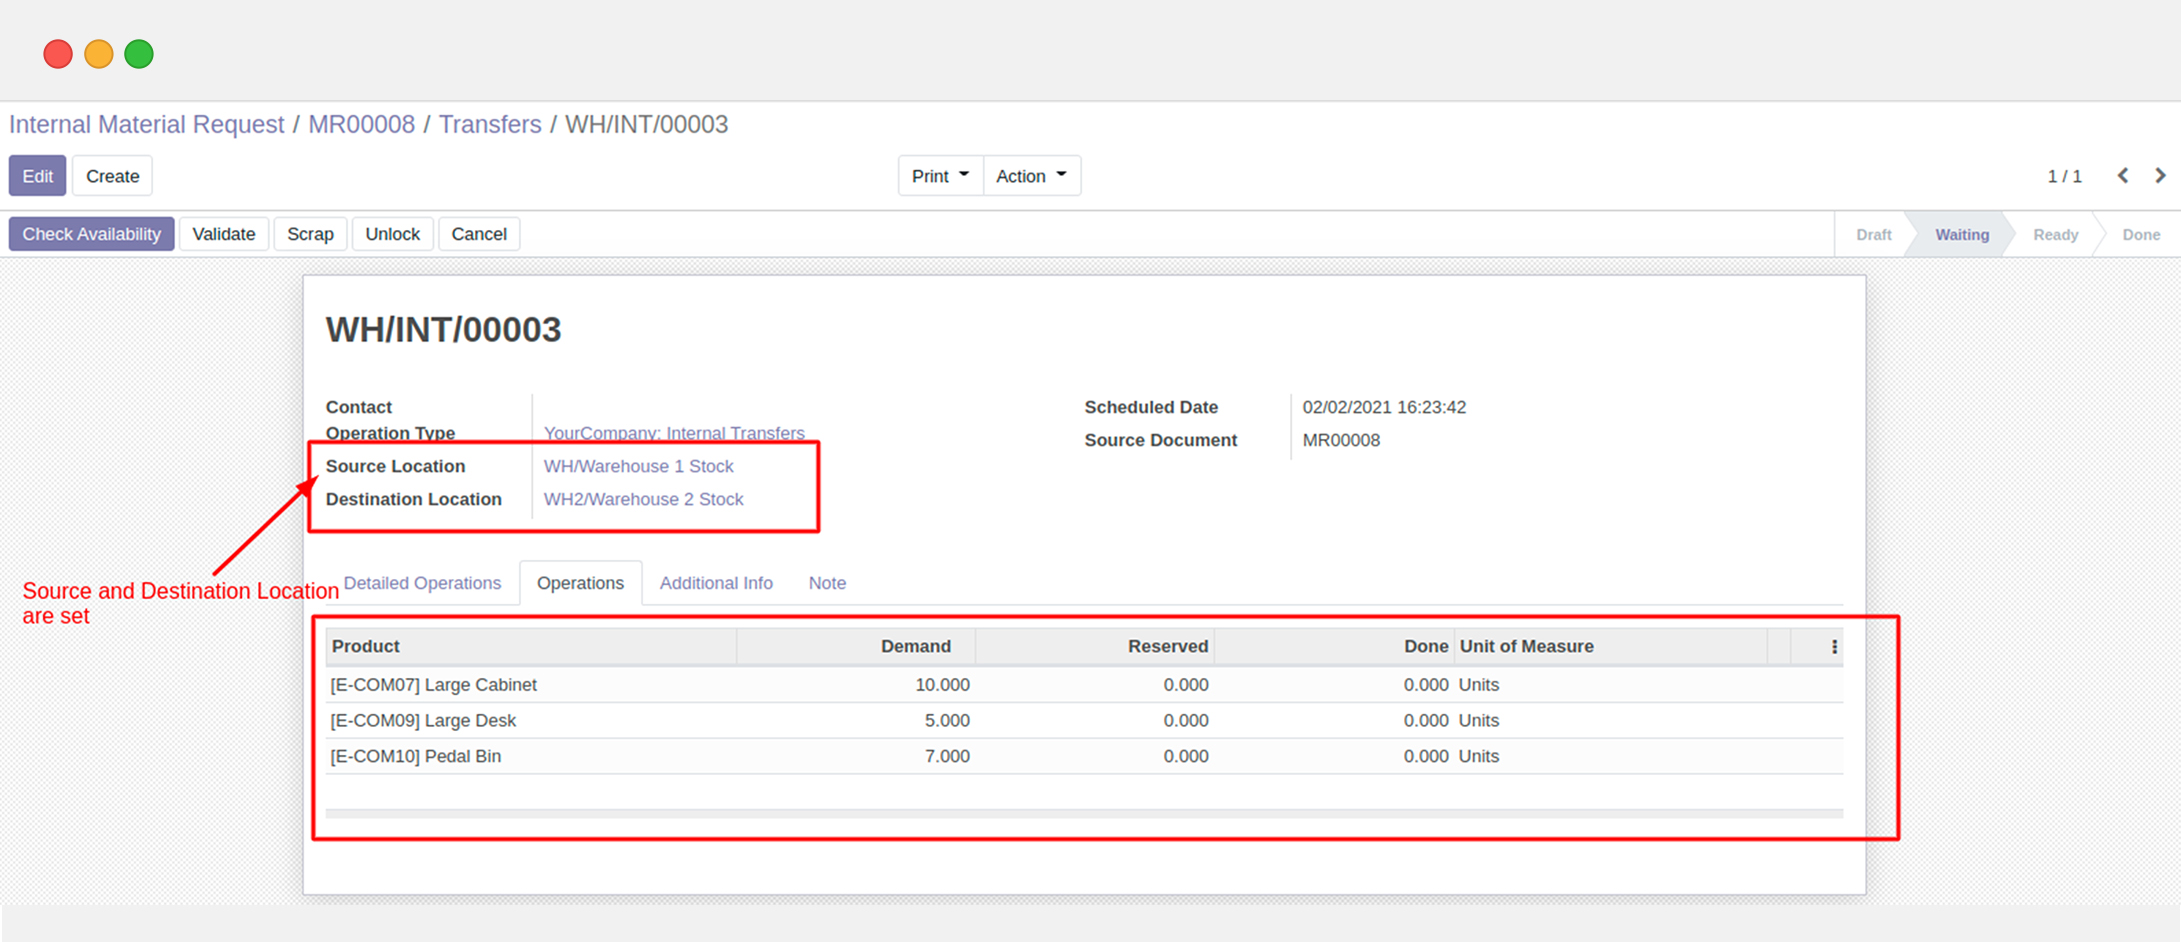 Internal Material Request / MR00008 / Transfers / WH/INT/00003
Edit Create Print Action 1 / 1
Check Availability Validate Scrap Unlock Cancel Draft Waiting Ready Done
WH/INT/00003
Contact
Operation Type YourCompany: Internal Transfers
Source Location WH/Warehouse 1 Stock
Destination Location WH2/Warehouse 2 Stock
Scheduled Date 02/02/2021 16:23:42
Source Document MR00008
Source and Destination Location
are set
Detailed Operations Operations Additional Info Note
Product Demand Reserved Done Unit of Measure
[E-COM07] Large Cabinet 10.000 0.000 0.000 Units
[E-COM09] Large Desk 5.000 0.000 0.000 Units
[E-COM10] Pedal Bin 7.000 0.000 0.000 Units